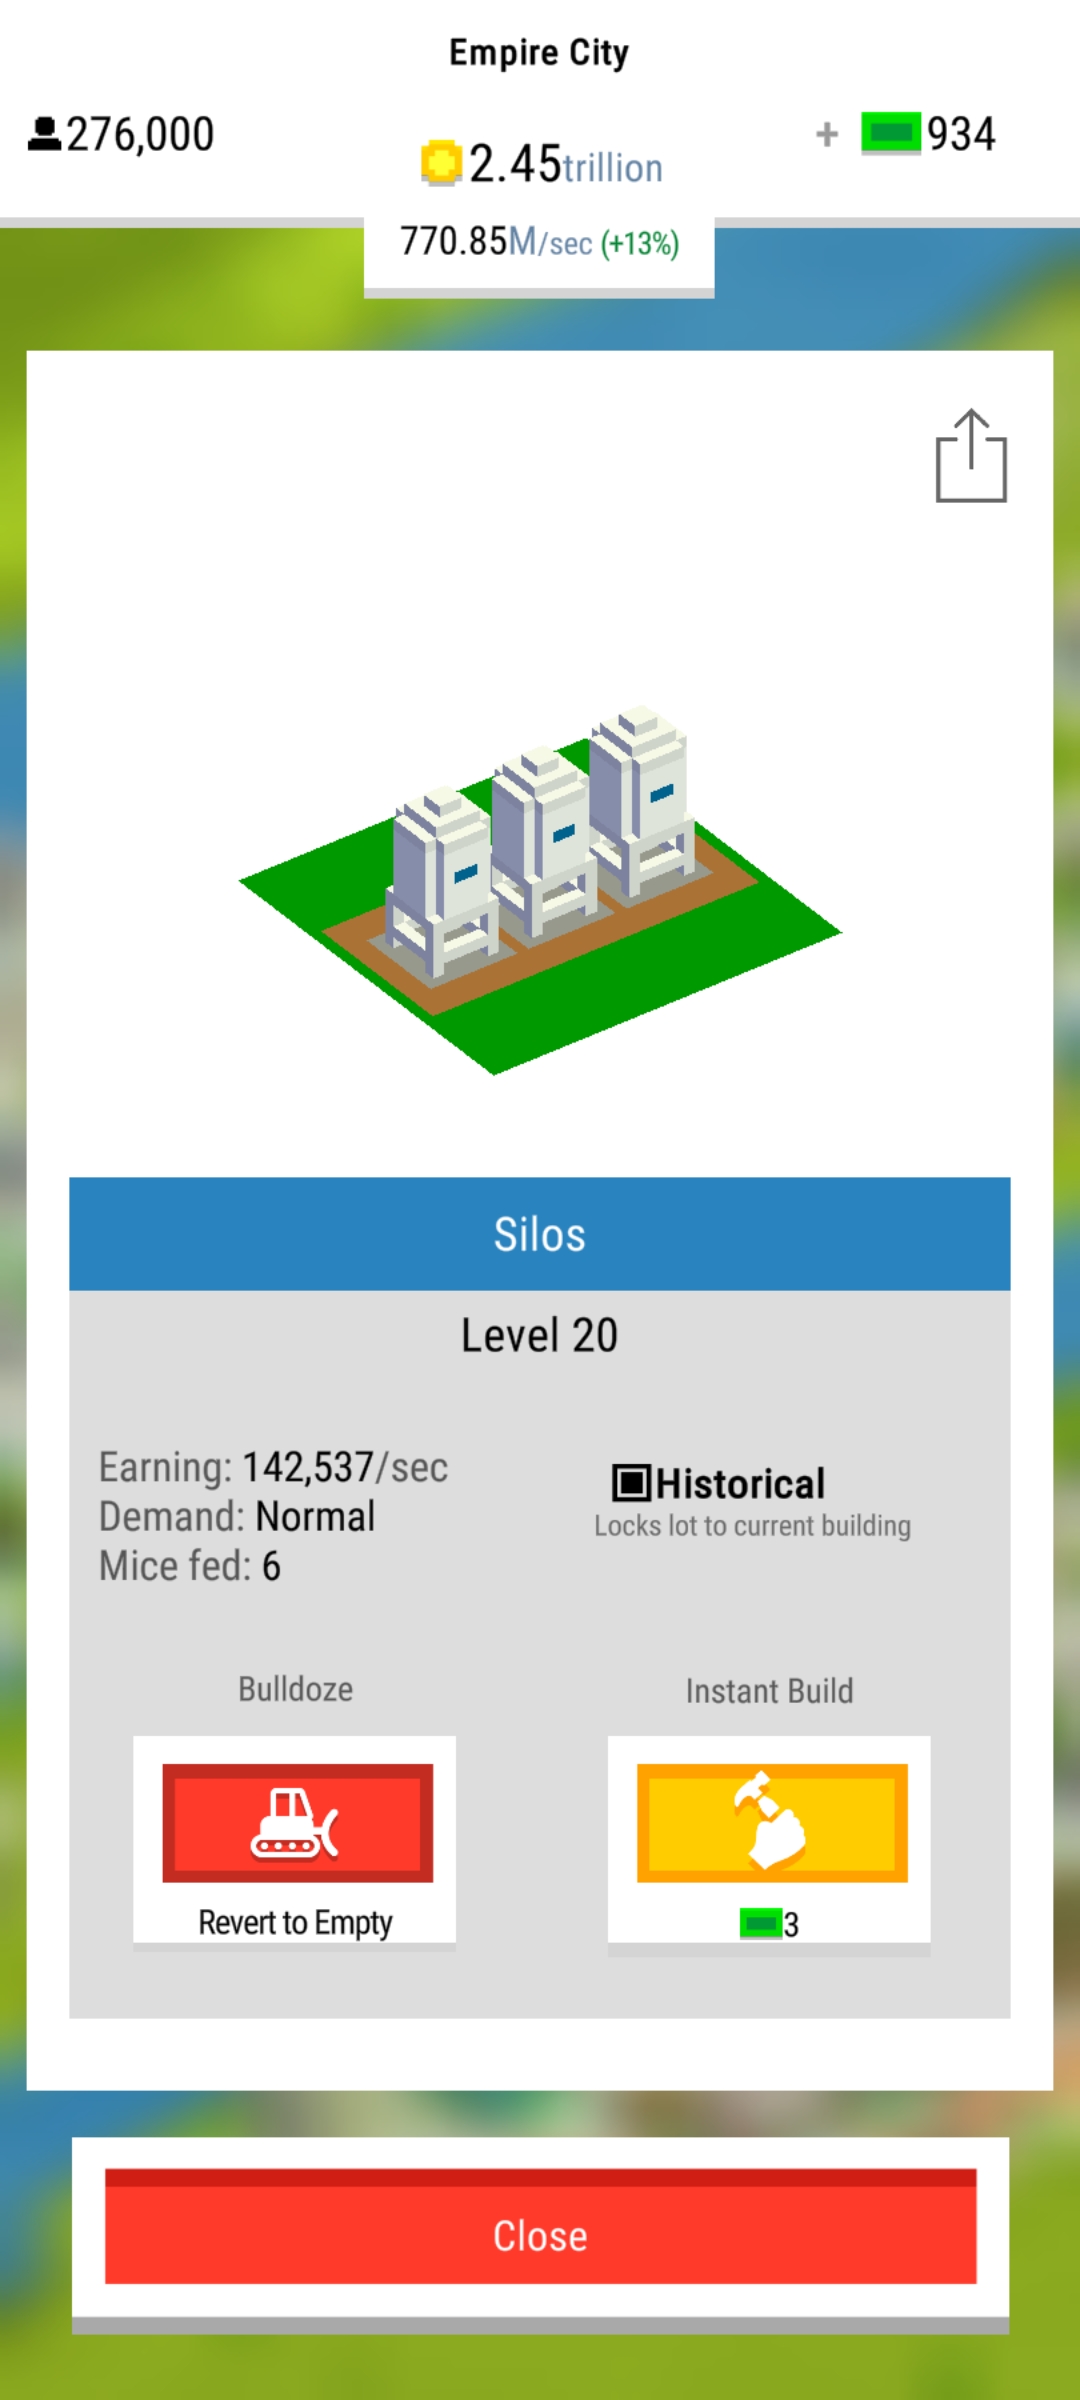 Empire City
276,000
2.45trillion
+ 934
770.85M/sec (+13%)
Silos
Level 20
Earning: 142,537/sec
Demand: Normal
Mice fed: 6
Historical
Locks lot to current building
Bulldoze
Revert to Empty
Instant Build
3
Close